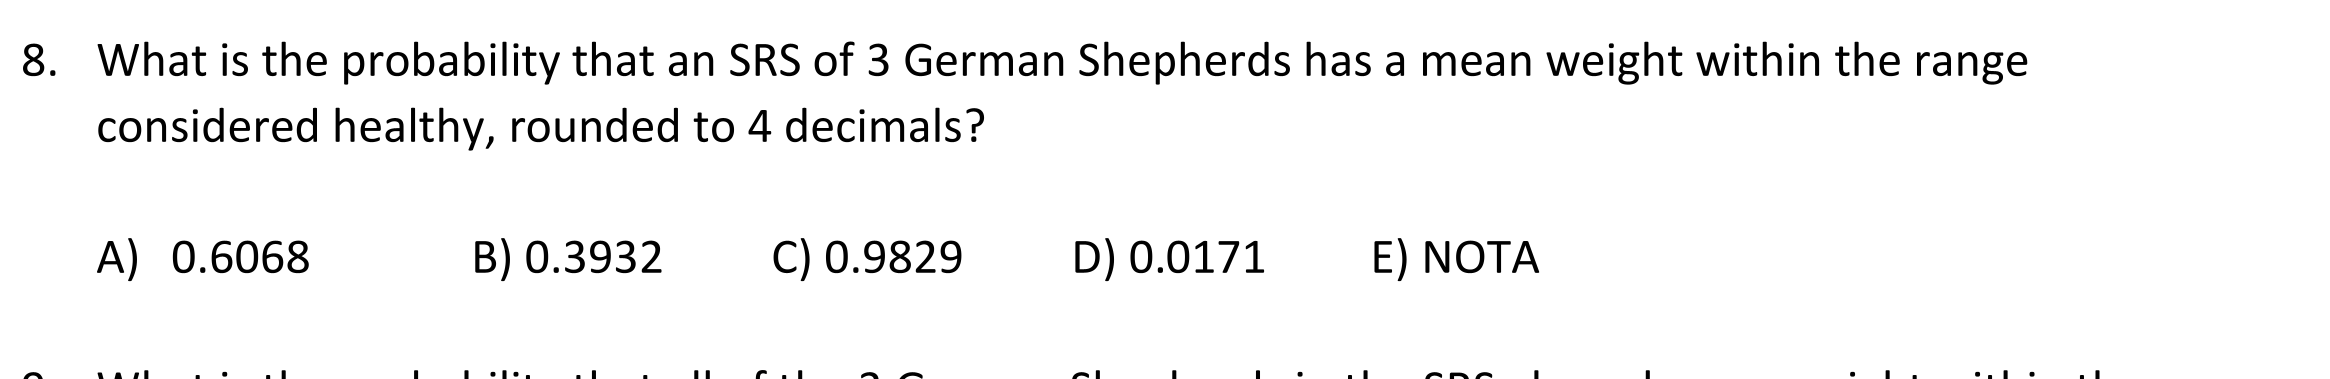 8. What is the probability that an SRS of 3 German Shepherds has a mean weight within the range
considered healthy, rounded to 4 decimals?
A) 0.6068 B) 0.3932 C) 0.9829 D) 0.0171 E) NOTA